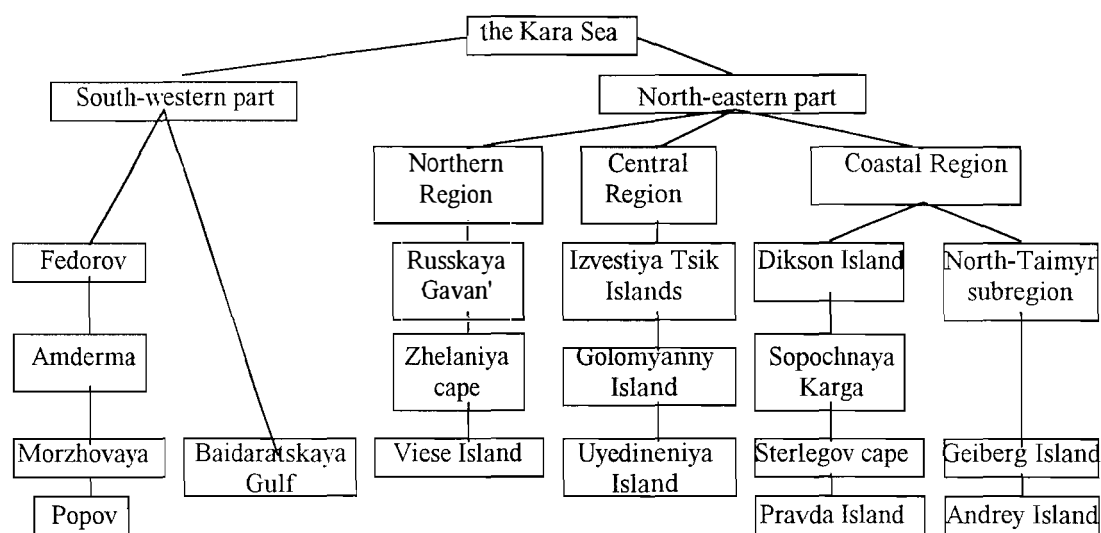 the Kara Sea
South-western part
North-eastern part
Northern
Region
Central
Region
Coastal Region
Fedorov
Russkaya
Gavan'
Izvestiya Tsik
Islands
Dikson Island
North-Taimyr
subregion
Amderma
Zhelaniya
cape
Golomyanny
Island
Sopochnaya
Karga
Morzhovaya
Baidaratskaya
Gulf
Viese Island
Uyedineniya
Island
Sterlegov cape
Geiberg Island
Popov
Pravda Island
Andrey Island